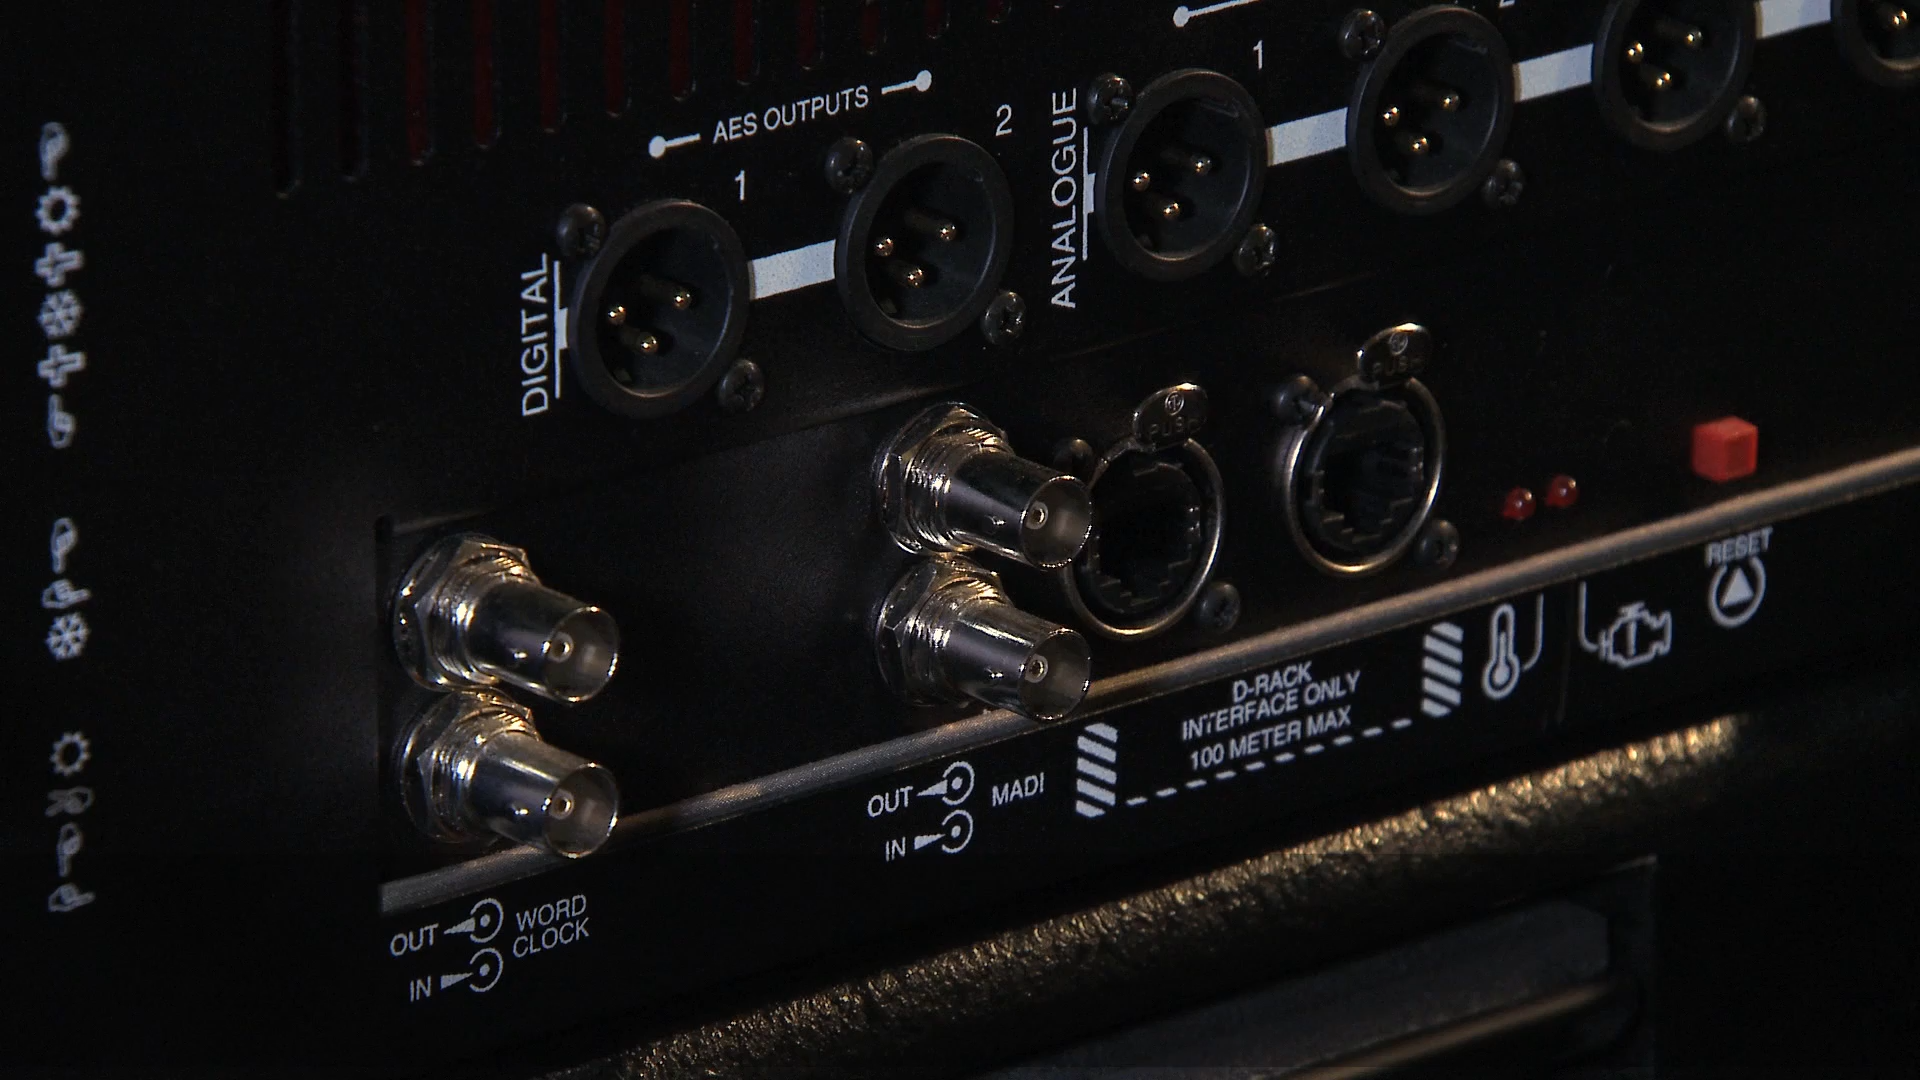 AES OUTPUTS
1
2
DIGITAL
ANALOGUE
1
PUSH
PUSH
RESET
D-RACK
INTERFACE ONLY
100 METER MAX
OUT
IN
MADI
OUT
IN
WORD
CLOCK